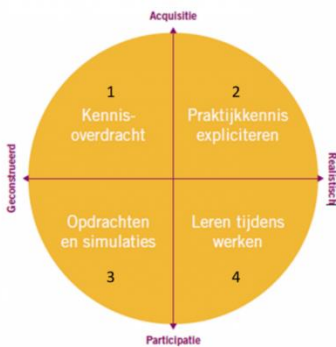 Acquisitie
1
Kennis-
overdracht
2
Praktijkkennis
expliciteren
Geconstrueerd
Realistisch
Opdrachten
en simulaties
3
Leren tijdens
werken
4
Participatie